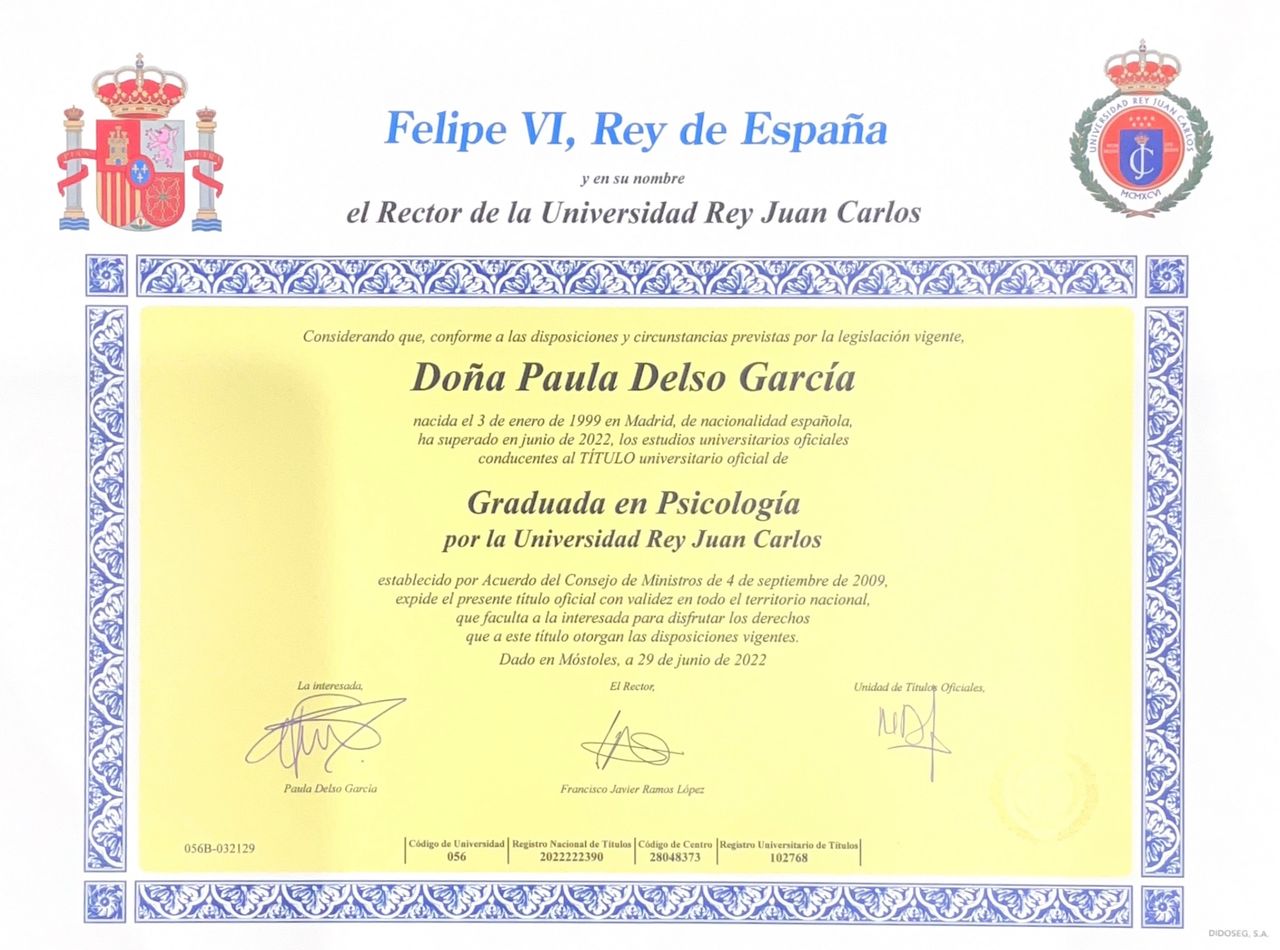 Felipe VI, Rey de España
y en su nombre
el Rector de la Universidad Rey Juan Carlos
UNIVERSIDAD REY JUAN CARLOS
MCMXCVI
Considerando que, conforme a las disposiciones y circunstancias previstas por la legislación vigente,
Doña Paula Delso García
nacida el 3 de enero de 1999 en Madrid, de nacionalidad española,
ha superado en junio de 2022, los estudios universitarios oficiales
conducentes al TÍTULO universitario oficial de
Graduada en Psicología
por la Universidad Rey Juan Carlos
establecido por Acuerdo del Consejo de Ministros de 4 de septiembre de 2009,
expide el presente título oficial con validez en todo el territorio nacional,
que faculta a la interesada para disfrutar los derechos
que a este título otorgan las disposiciones vigentes.
Dado en Móstoles, a 29 de junio de 2022
La interesada, El Rector, Unidad de Títulos Oficiales,
Paula Delso García Francisco Javier Ramos López
056B-032129
Código de Universidad Registro Nacional de Títulos Código de Centro Registro Universitario de Títulos
056 2022222390 28048373 102768
DIDOSEG, S.A.